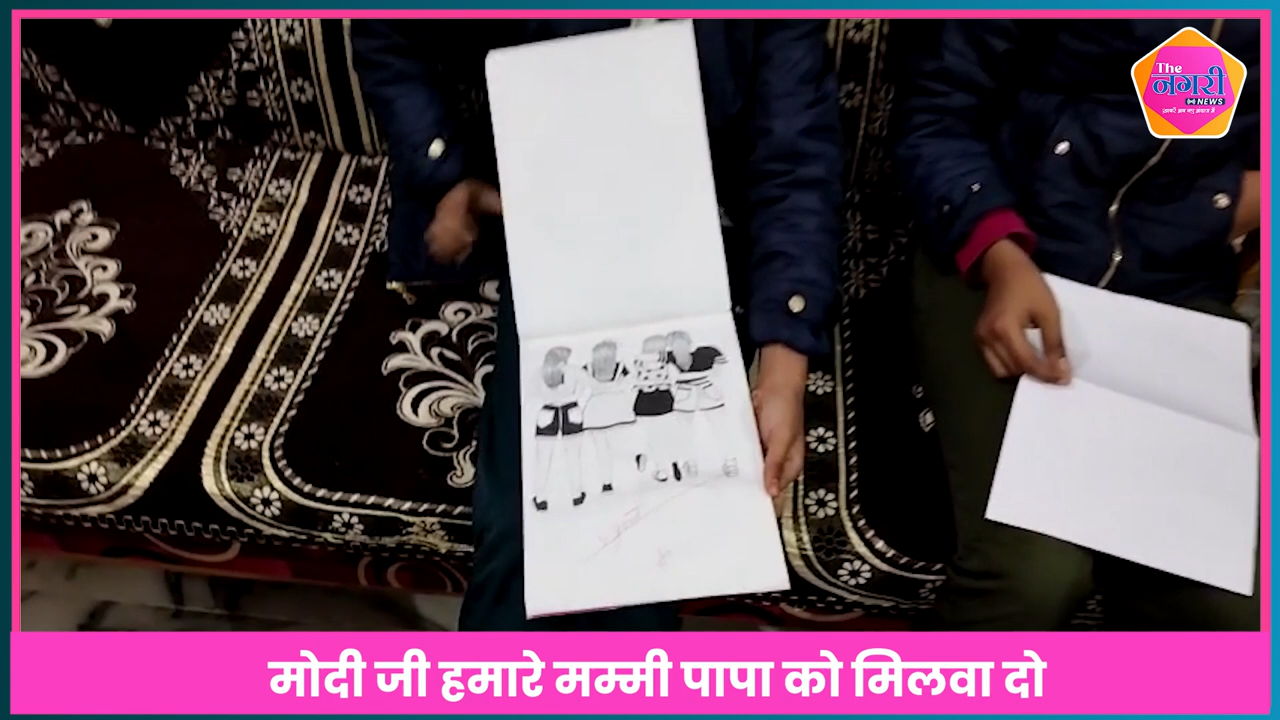 The
नगरी
NEWS
मोदी जी हमारे मम्मी पापा को मिलवा दो